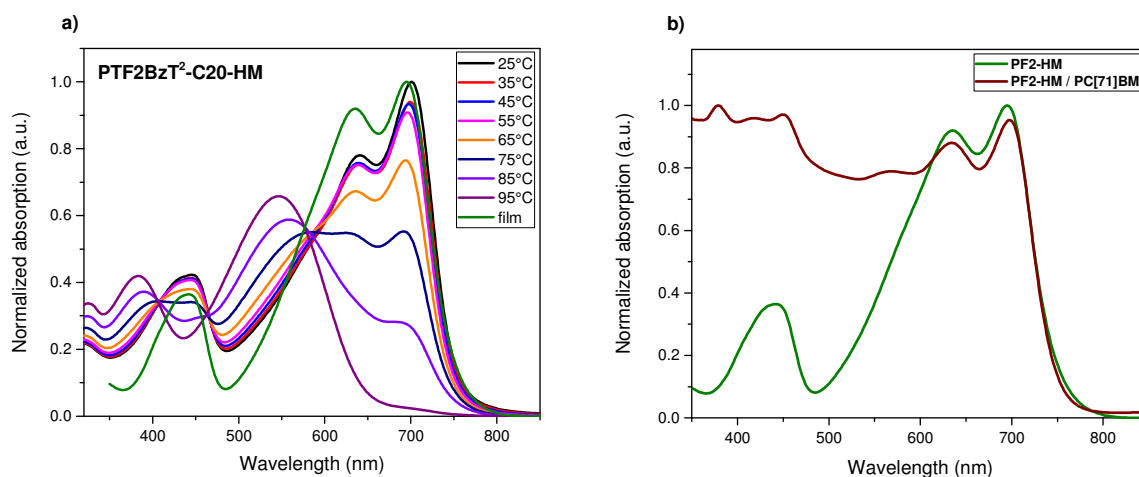 a)
PTF2BzT²-C20-HM
25°C
35°C
45°C
55°C
65°C
75°C
85°C
95°C
film
1.0
0.8
0.6
0.4
0.2
0.0
Normalized absorption (a.u.)
400 500 600 700 800
Wavelength (nm)
b)
PF2-HM
PF2-HM / PC[71]BM
1.0
0.8
0.6
0.4
0.2
0.0
Normalized absorption (a.u.)
400 500 600 700 800
Wavelength (nm)